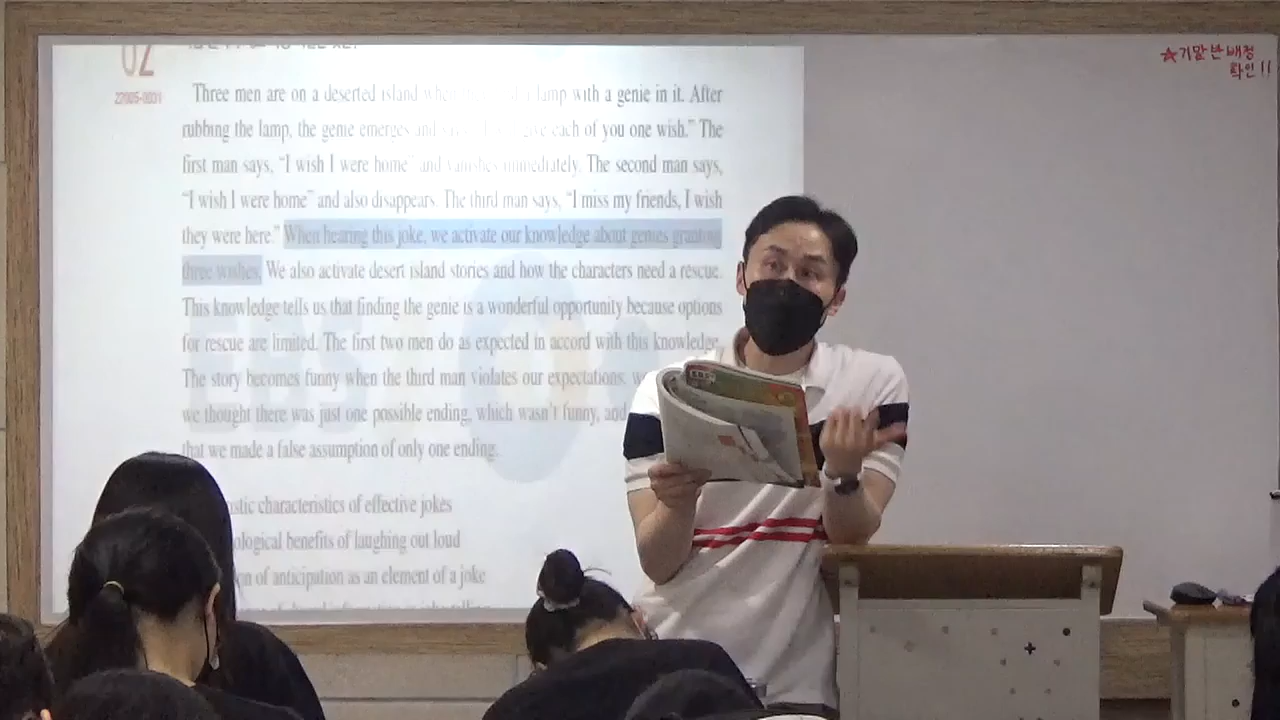 02
22005-0031
Three men are on a deserted island when lamp with a genie in it. After
rubbing the lamp, the genie emerges and give each of you one wish.” The
first man says, “I wish I were home” and vanishes immediately. The second man says,
“I wish I were home” and also disappears. The third man says, “I miss my friends, I wish
they were here.” When hearing this joke, we activate our knowledge about genies granting
three wishes. We also activate desert island stories and how the characters need a rescue.
This knowledge tells us that finding the genie is a wonderful opportunity because options
for rescue are limited. The first two men do as expected in accord with this knowledge.
The story becomes funny when the third man violates our expectations:
we thought there was just one possible ending, which wasn’t funny, and
that we made a false assumption of only one ending.
characteristics of effective jokes
benefits of laughing out loud
of anticipation as an element of a joke
★기말 반 배정
확인!!
EBS